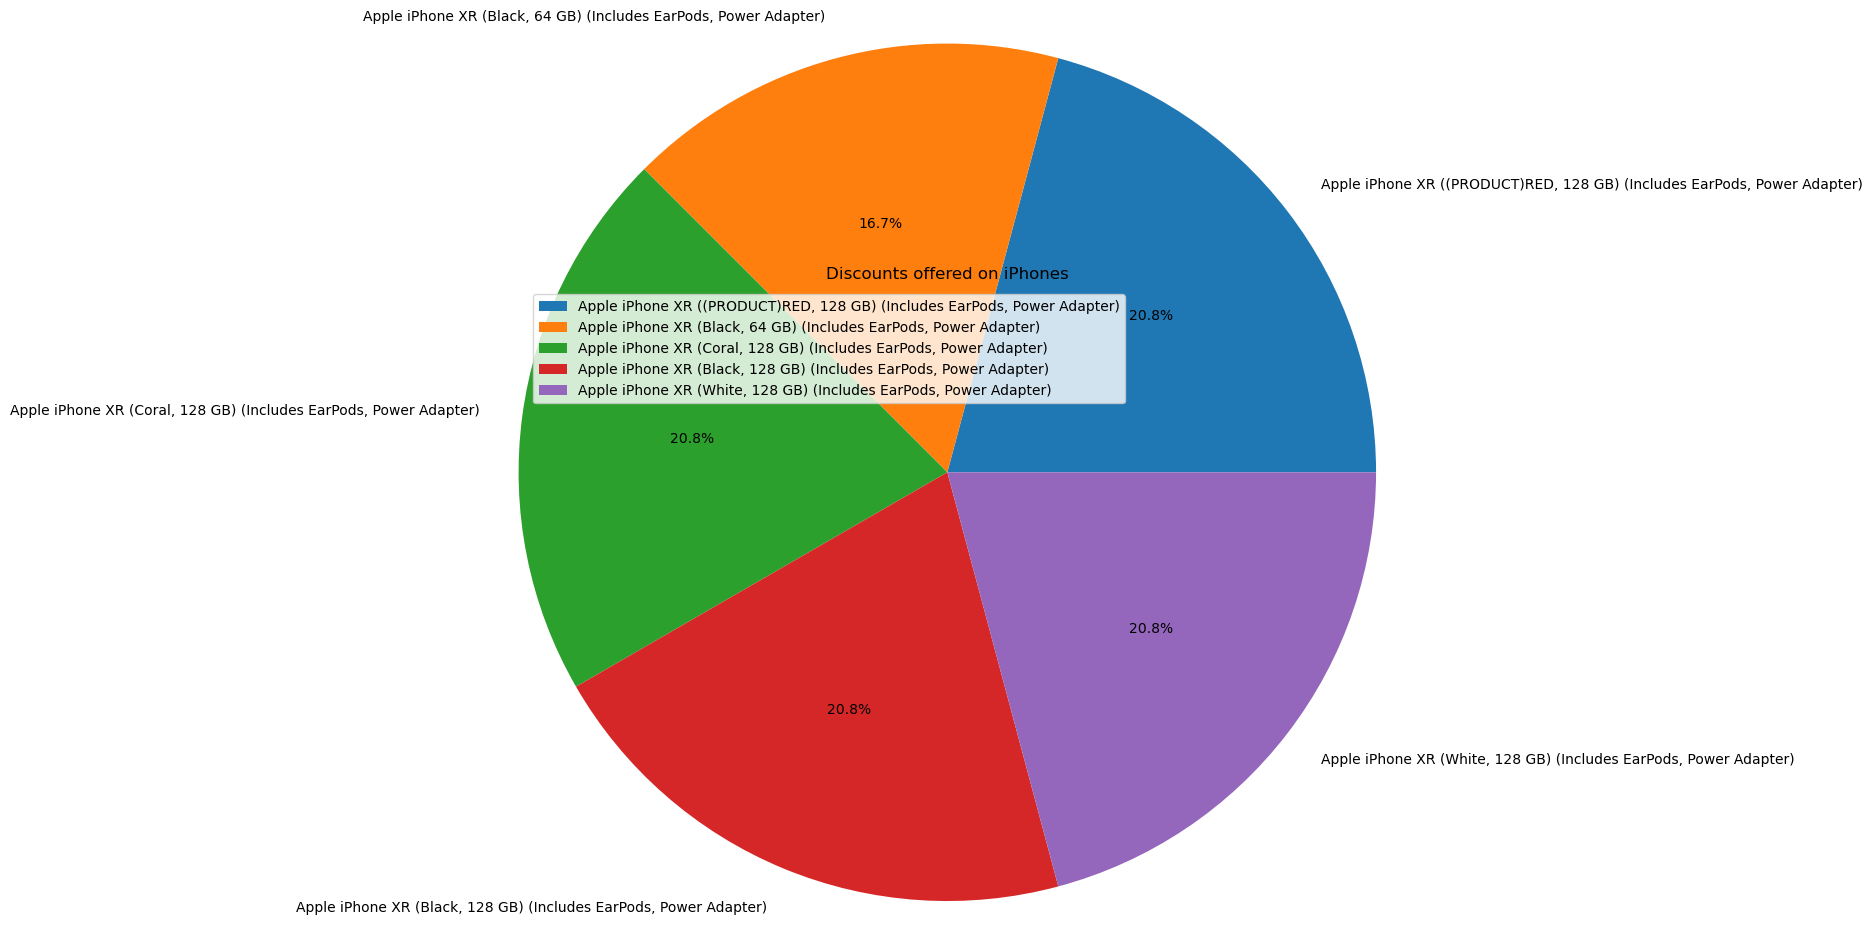 Apple iPhone XR (Black, 64 GB) (Includes EarPods, Power Adapter)
Apple iPhone XR ((PRODUCT)RED, 128 GB) (Includes EarPods, Power Adapter)
16.7%
Discounts offered on iPhones
Apple iPhone XR ((PRODUCT)RED, 128 GB) (Includes EarPods, Power Adapter)
Apple iPhone XR (Black, 64 GB) (Includes EarPods, Power Adapter)
Apple iPhone XR (Coral, 128 GB) (Includes EarPods, Power Adapter)
Apple iPhone XR (Black, 128 GB) (Includes EarPods, Power Adapter)
Apple iPhone XR (White, 128 GB) (Includes EarPods, Power Adapter)
20.8%
Apple iPhone XR (Coral, 128 GB) (Includes EarPods, Power Adapter)
20.8%
20.8%
20.8%
Apple iPhone XR (White, 128 GB) (Includes EarPods, Power Adapter)
Apple iPhone XR (Black, 128 GB) (Includes EarPods, Power Adapter)